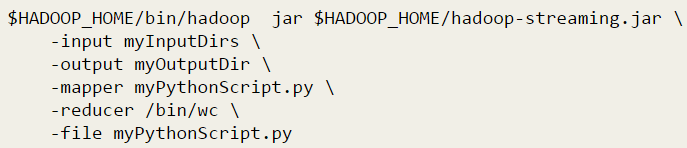 $HADOOP_HOME/bin/hadoop  jar $HADOOP_HOME/hadoop-streaming.jar \
    -input myInputDirs \
    -output myOutputDir \
    -mapper myPythonScript.py \
    -reducer /bin/wc \
    -file myPythonScript.py